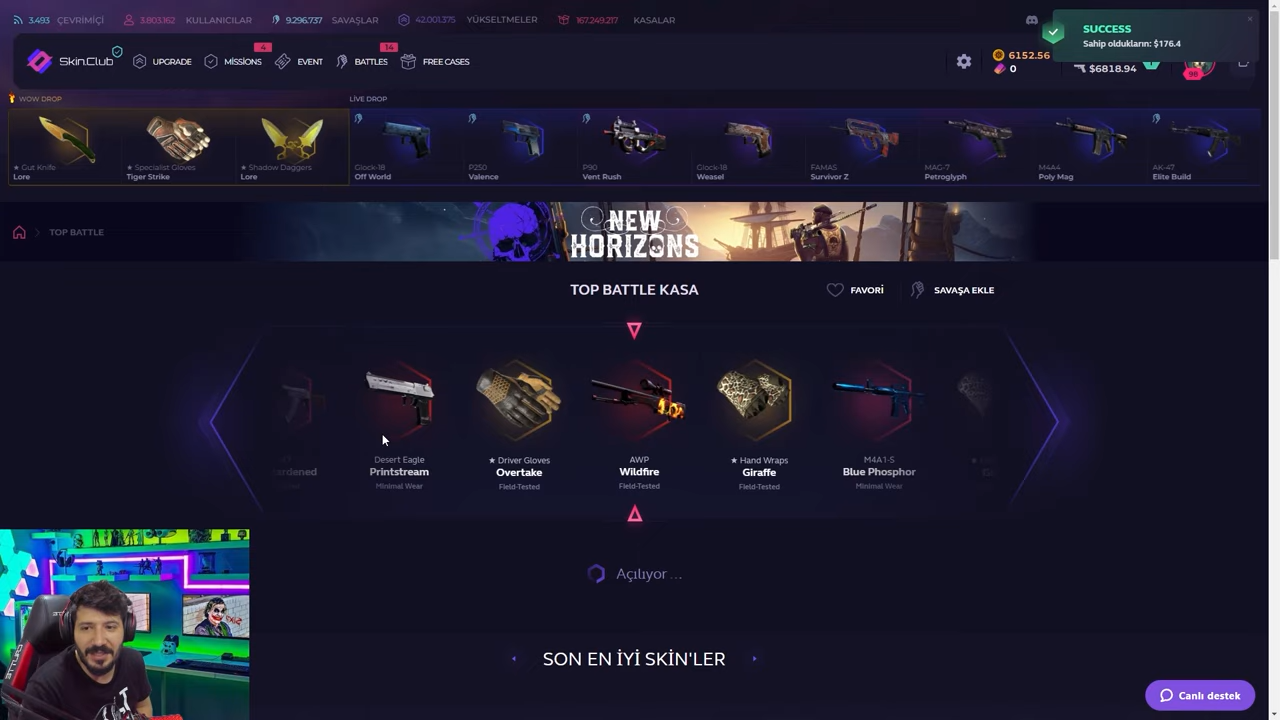 3.493 ÇEVRİMİÇİ
3.803.162 KULLANICILAR
9.296.737 SAVAŞLAR
42.001.375 YÜKSELTMELER
167.249.217 KASALAR
SUCCESS
Sahip oldukların: $176.4
Skin.Club
UPGRADE
4
MISSIONS
EVENT
14
BATTLES
FREE CASES
6152.56
0
$6818.94
98
WOW DROP
LİVE DROP
★ Gut Knife
Lore
★ Specialist Gloves
Tiger Strike
★ Shadow Daggers
Lore
Glock-18
Off World
P250
Valence
P90
Vent Rush
Glock-18
Weasel
FAMAS
Survivor Z
MAG-7
Petroglyph
M4A4
Poly Mag
AK-47
Elite Build
TOP BATTLE
NEW
HORIZONS
TOP BATTLE KASA
FAVORİ
SAVAŞA EKLE
Desert Eagle
Printstream
Minimal Wear
★ Driver Gloves
Overtake
Field-Tested
AWP
Wildfire
Field-Tested
★ Hand Wraps
Giraffe
Field-Tested
M4A1-S
Blue Phosphor
Minimal Wear
Açılıyor ...
SON EN İYİ SKİN'LER
Canlı destek